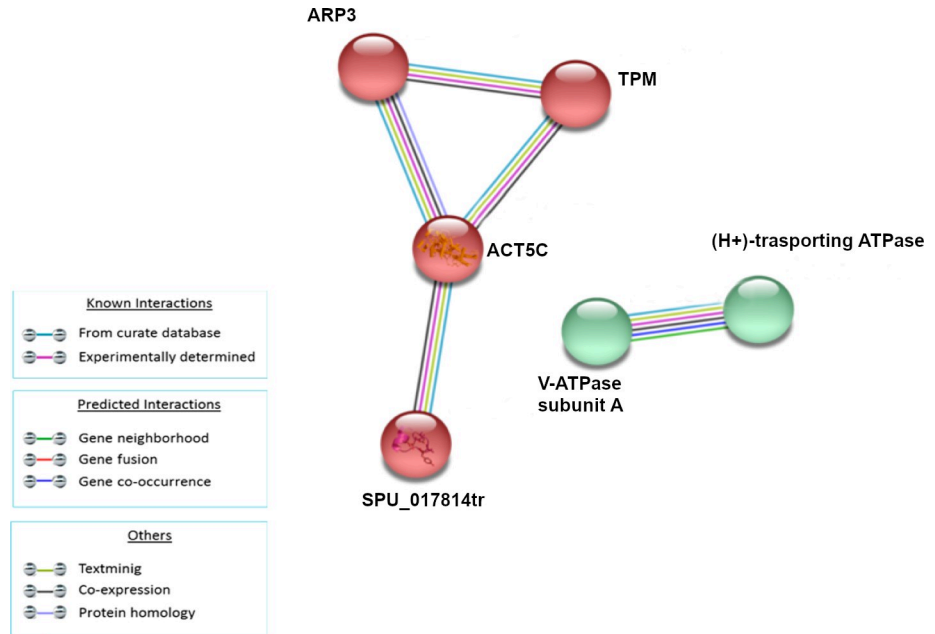 ARP3
TPM
ACT5C
(H+)-trasporting ATPase
V-ATPase
subunit A
SPU_017814tr
Known Interactions
From curate database
Experimentally determined
Predicted Interactions
Gene neighborhood
Gene fusion
Gene co-occurrence
Others
Textminig
Co-expression
Protein homology